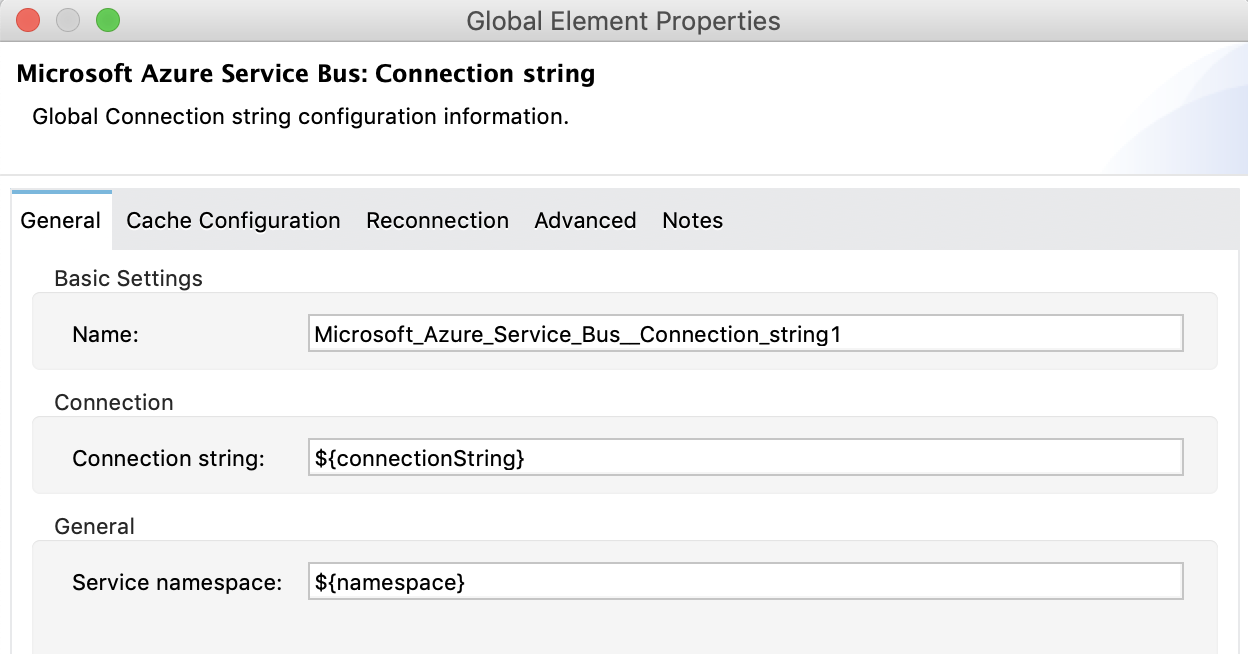 Global Element Properties
Microsoft Azure Service Bus: Connection string
Global Connection string configuration information.
General Cache Configuration Reconnection Advanced Notes
Basic Settings
Name: Microsoft_Azure_Service_Bus__Connection_string1
Connection
Connection string: ${connectionString}
General
Service namespace: ${namespace}